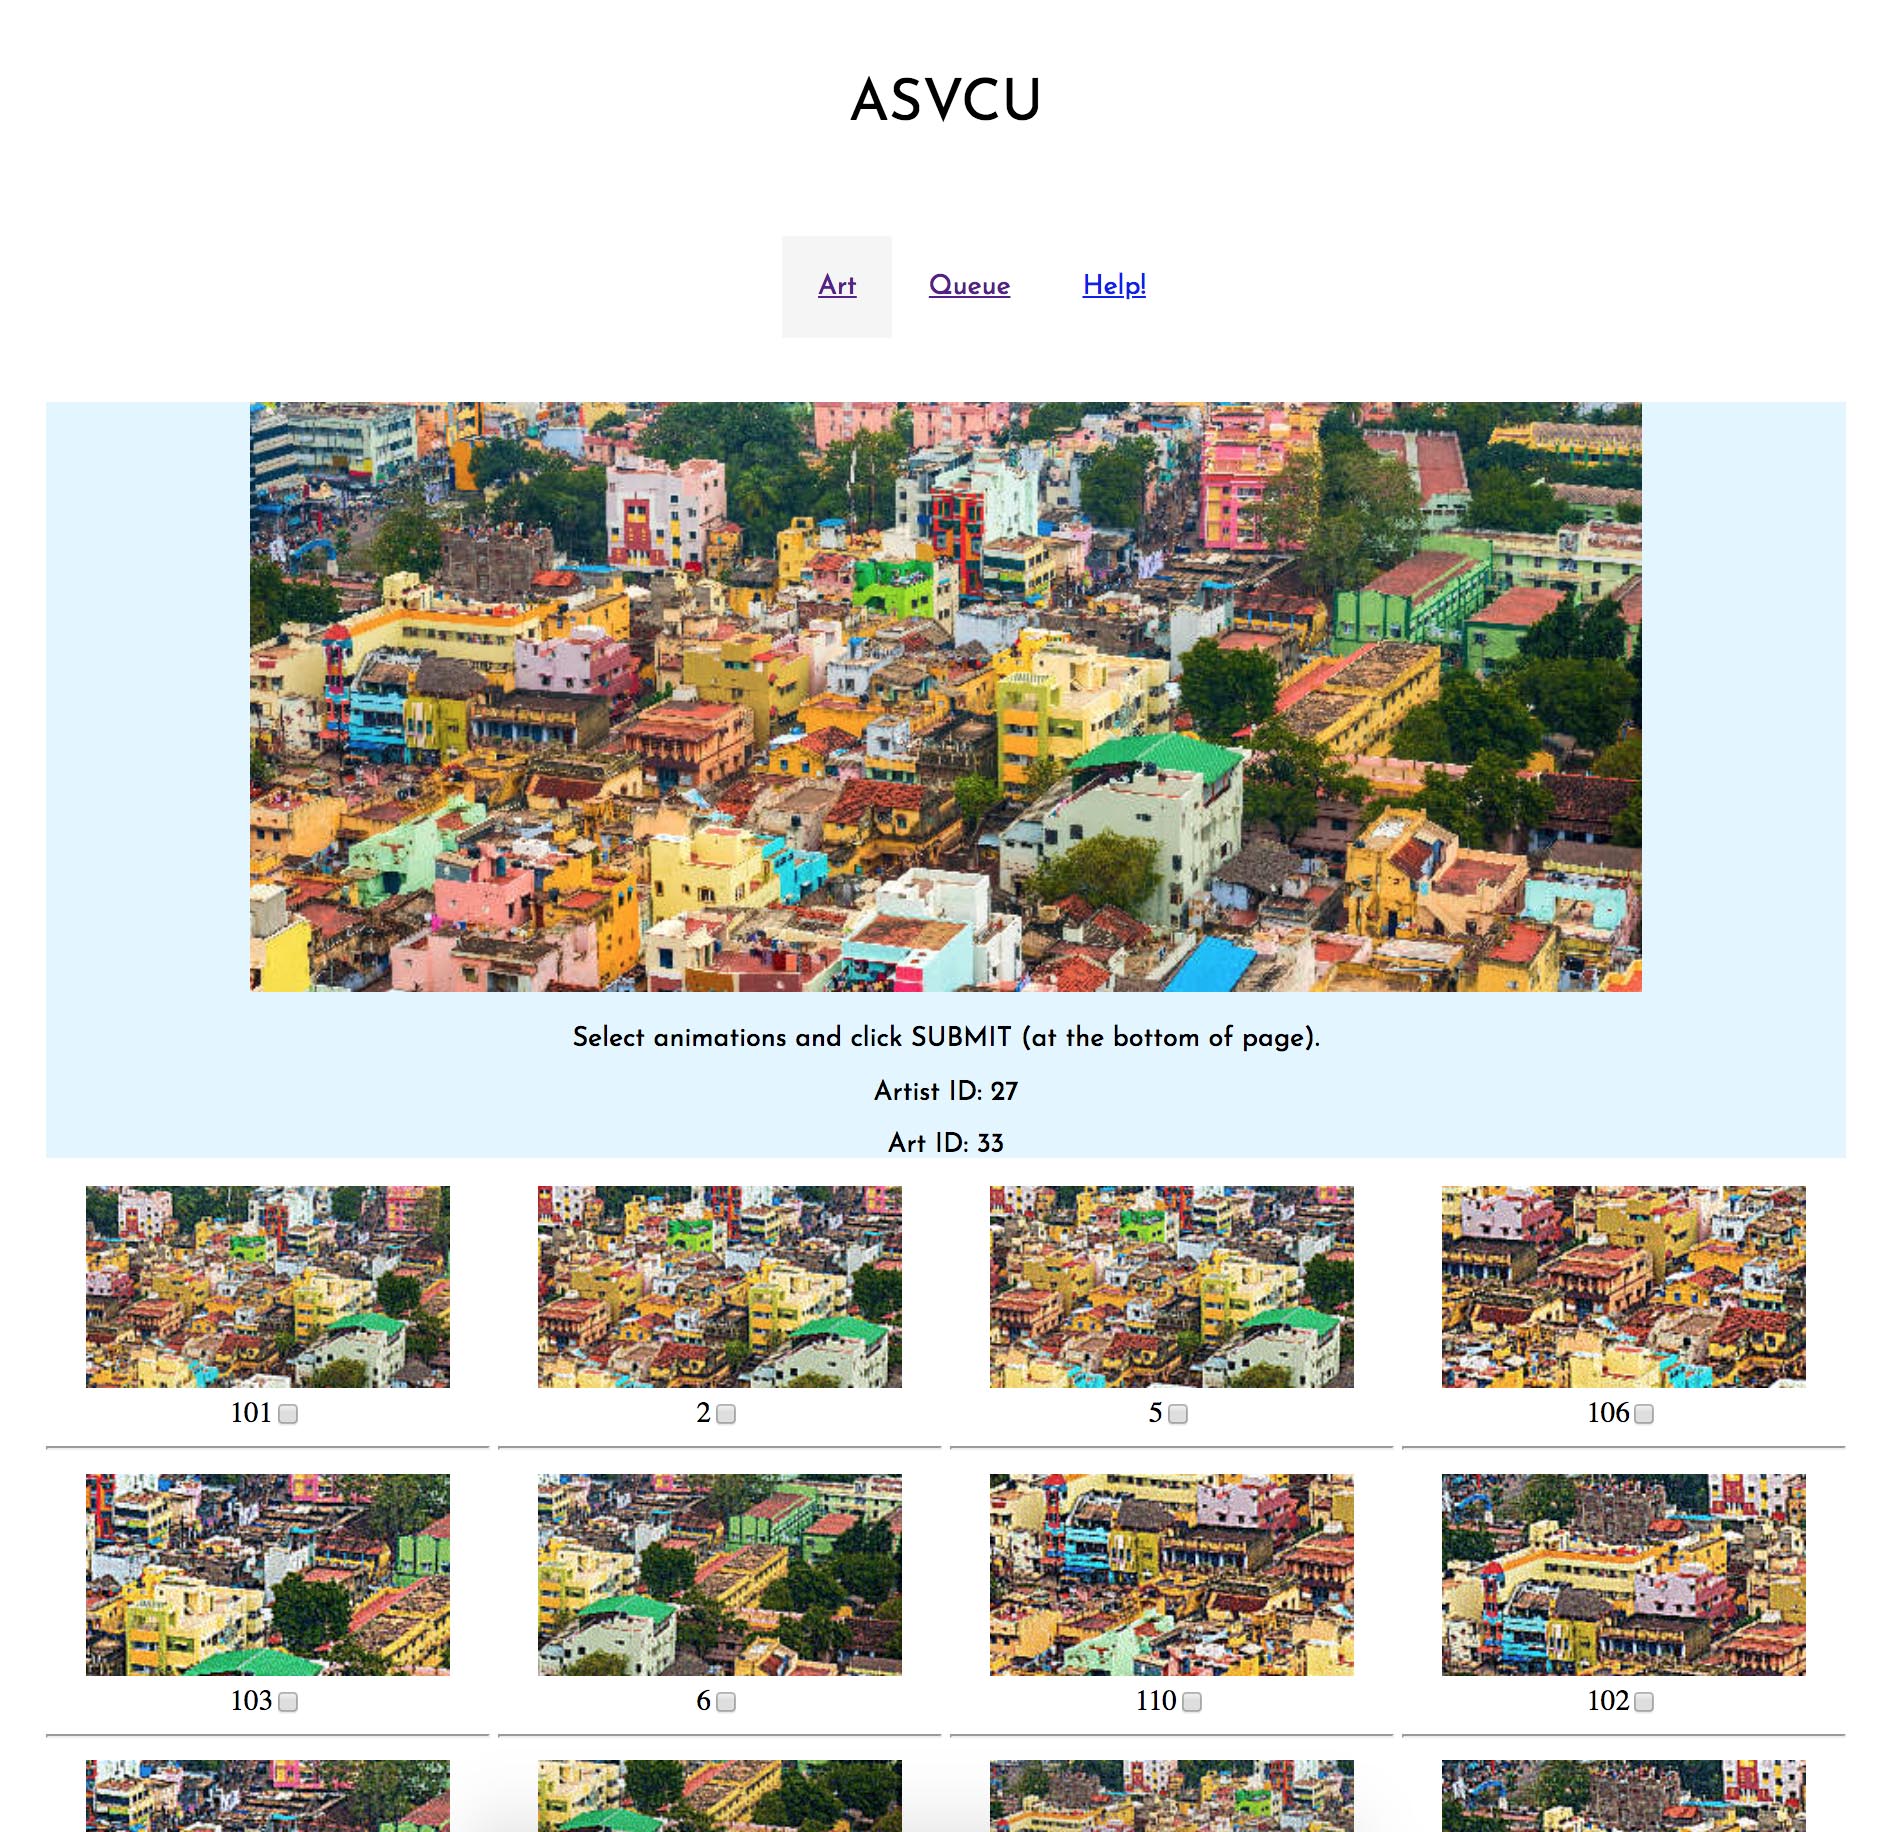 ASVCU
Art Queue Help!
Select animations and click SUBMIT (at the bottom of page).
Artist ID: 27
Art ID: 33
101 2 5 106
103 6 110 102